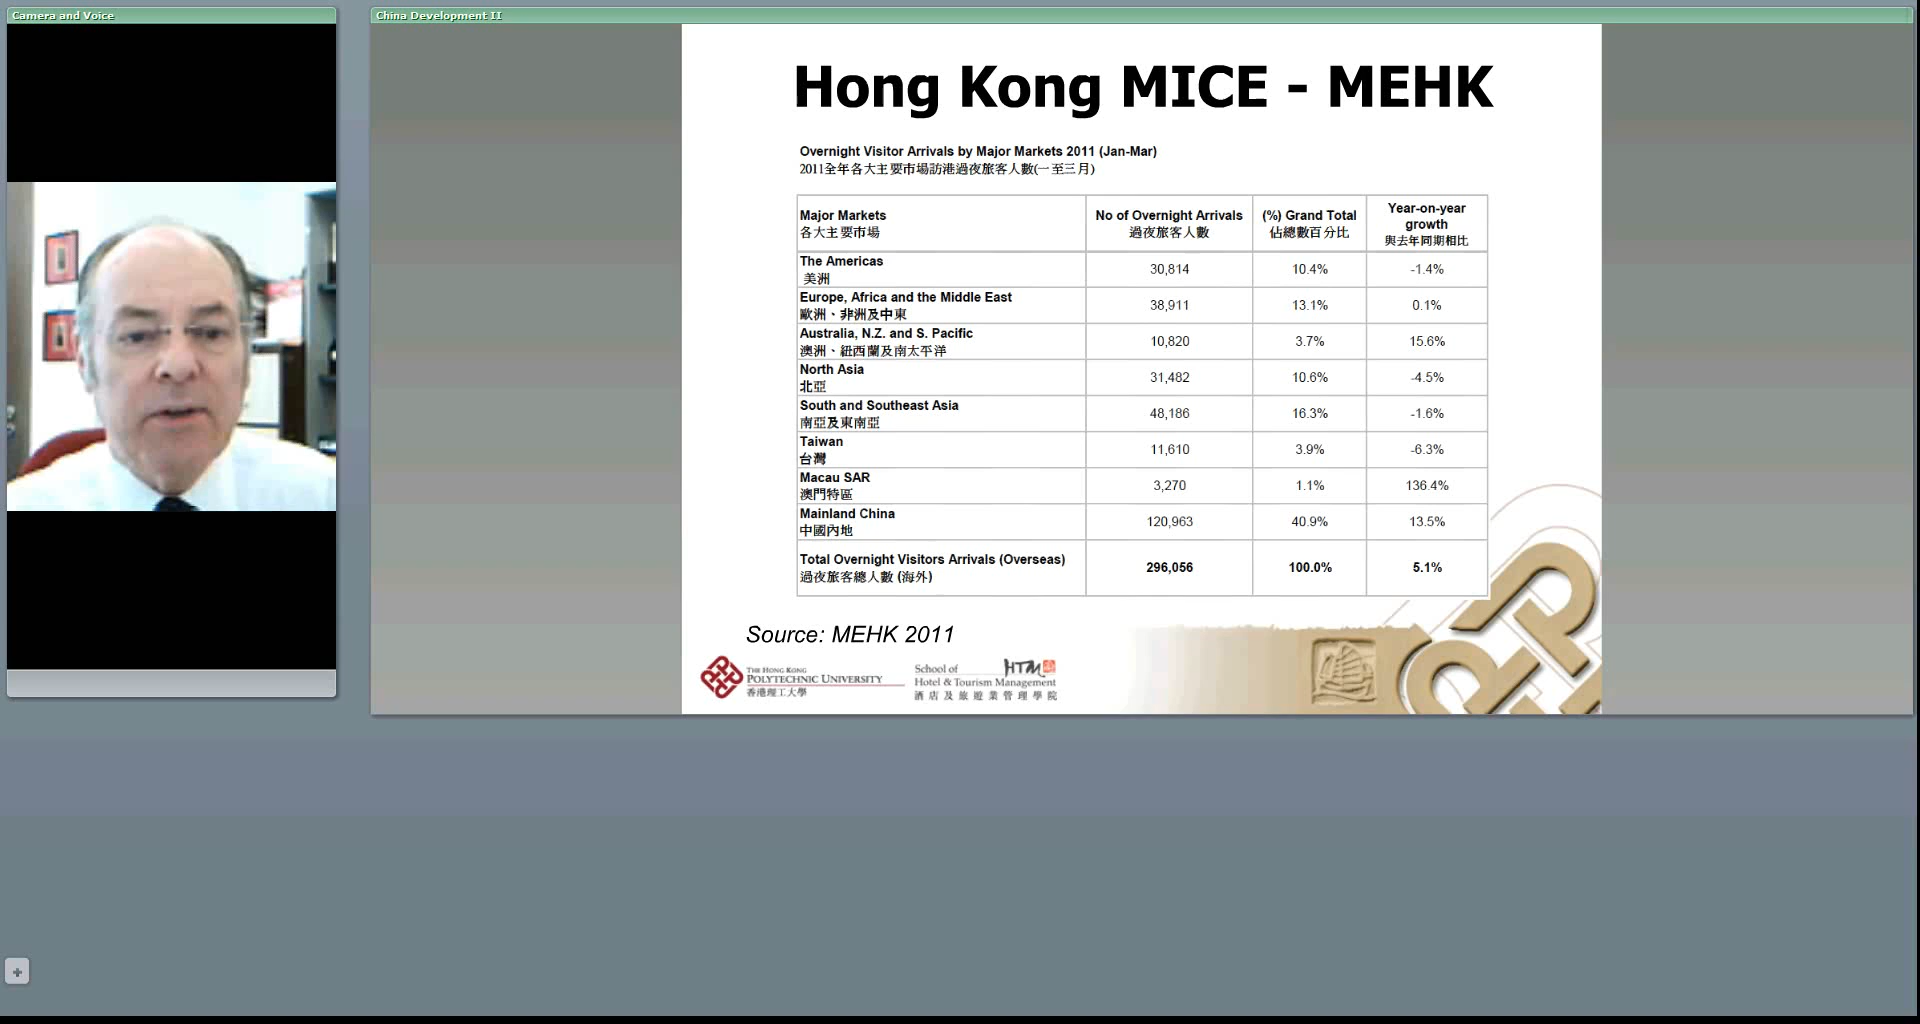 Camera and Voice
China Development II
Hong Kong MICE - MEHK
Overnight Visitor Arrivals by Major Markets 2011 (Jan-Mar)
2011全年各大主要市場訪港過夜旅客人數(一至三月)
Major Markets
各大主要市場
No of Overnight Arrivals
過夜旅客人數
(%) Grand Total
佔總數百分比
Year-on-year
growth
與去年同期相比
The Americas
美洲
30,814
10.4%
-1.4%
Europe, Africa and the Middle East
歐洲、非洲及中東
38,911
13.1%
0.1%
Australia, N.Z. and S. Pacific
澳洲、紐西蘭及南太平洋
10,820
3.7%
15.6%
North Asia
北亞
31,482
10.6%
-4.5%
South and Southeast Asia
南亞及東南亞
48,186
16.3%
-1.6%
Taiwan
台灣
11,610
3.9%
-6.3%
Macau SAR
澳門特區
3,270
1.1%
136.4%
Mainland China
中國內地
120,963
40.9%
13.5%
Total Overnight Visitors Arrivals (Overseas)
過夜旅客總人數 (海外)
296,056
100.0%
5.1%
Source: MEHK 2011
THE HONG KONG
POLYTECHNIC UNIVERSITY
香港理工大學
School of
HTM
Hotel & Tourism Management
酒店及旅遊業管理學院